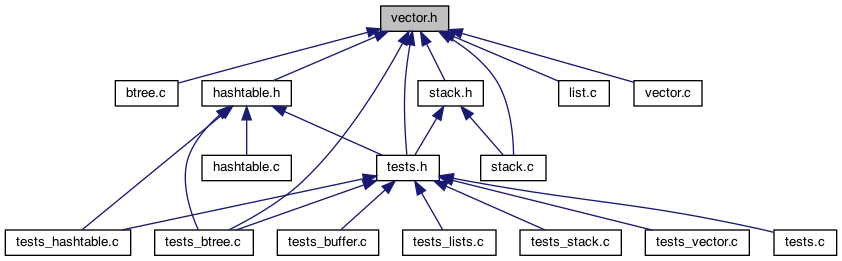 vector.h
btree.c
hashtable.h
stack.h
list.c
vector.c
hashtable.c
tests.h
stack.c
tests_hashtable.c
tests_btree.c
tests_buffer.c
tests_lists.c
tests_stack.c
tests_vector.c
tests.c